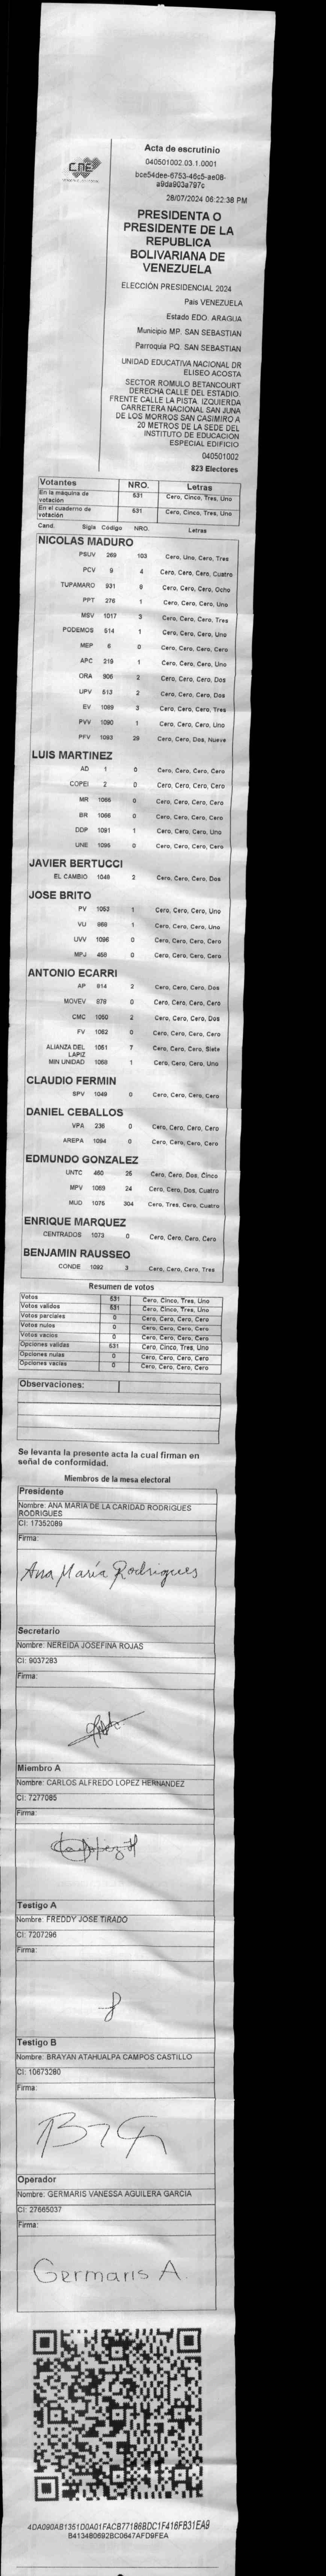 CNE
Acta de escrutinio
040501002.03.1.0001
bce54dee-6753-46c5-ae08-
a9da903a797c
28/07/2024 06:22:38 PM
PRESIDENTA O
PRESIDENTE DE LA
REPUBLICA
BOLIVARIANA DE
VENEZUELA
ELECCIÓN PRESIDENCIAL 2024
Pais VENEZUELA
Estado EDO. ARAGUA
Municipio MP. SAN SEBASTIAN
Parroquia PQ. SAN SEBASTIAN
UNIDAD EDUCATIVA NACIONAL DR
ELISEO ACOSTA
SECTOR ROMULO BETANCOURT
DERECHA CALLE DEL ESTADIO.
FRENTE CALLE LA PISTA. IZQUIERDA
CARRETERA NACIONAL SAN JUNA
DE LOS MORROS SAN CASIMIRO A
20 METROS DE LA SEDE DEL
INSTITUTO DE EDUCACION
ESPECIAL EDIFICIO
040501002
823 Electores
Votantes NRO. Letras
En la máquina de votación 531 Cero, Cinco, Tres, Uno
En el cuaderno de votación 531 Cero, Cinco, Tres, Uno
Cand. Sigla Codigo NRO. Letras
NICOLAS MADURO
PSUV 269 103 Cero, Uno, Cero, Tres
PCV 9 4 Cero, Cero, Cero, Cuatro
TUPAMARO 931 8 Cero, Cero, Cero, Ocho
PPT 276 1 Cero, Cero, Cero, Uno
MSV 1017 3 Cero, Cero, Cero, Tres
PODEMOS 514 1 Cero, Cero, Cero, Uno
MEP 6 0 Cero, Cero, Cero, Cero
APC 219 1 Cero, Cero, Cero, Uno
ORA 906 2 Cero, Cero, Cero, Dos
UPV 513 2 Cero, Cero, Cero, Dos
EV 1089 3 Cero, Cero, Cero, Tres
PVV 1090 1 Cero, Cero, Cero, Uno
PFV 1093 29 Cero, Cero, Dos, Nueve
LUIS MARTINEZ
AD 1 0 Cero, Cero, Cero, Cero
COPEI 2 0 Cero, Cero, Cero, Cero
MR 0 Cero, Cero, Cero, Cero
BR 0 Cero, Cero, Cero, Cero
DDP 1091 1 Cero, Cero, Cero, Uno
UNE 1095 0 Cero, Cero, Cero, Cero
JAVIER BERTUCCI
EL CAMBIO 1048 2 Cero, Cero, Cero, Dos
JOSE BRITO
PV 1053 1 Cero, Cero, Cero, Uno
VU 1 Cero, Cero, Cero, Uno
UVV 1096 0 Cero, Cero, Cero, Cero
MPJ 0 Cero, Cero, Cero, Cero
ANTONIO ECARRI
AP 914 2 Cero, Cero, Cero, Dos
MOVEV 0 Cero, Cero, Cero, Cero
CMC 1050 2 Cero, Cero, Cero, Dos
FV 1062 0 Cero, Cero, Cero, Cero
ALIANZA DEL LAPIZ 1051 7 Cero, Cero, Cero, Siete
MIN UNIDAD 1058 1 Cero, Cero, Cero, Uno
CLAUDIO FERMIN
SPV 1049 0 Cero, Cero, Cero, Cero
DANIEL CEBALLOS
VPA 236 0 Cero, Cero, Cero, Cero
AREPA 1094 0 Cero, Cero, Cero, Cero
EDMUNDO GONZALEZ
UNTC 460 25 Cero, Cero, Dos, Cinco
MPV 1069 24 Cero, Cero, Dos, Cuatro
MUD 1075 304 Cero, Tres, Cero, Cuatro
ENRIQUE MARQUEZ
CENTRADOS 1073 0 Cero, Cero, Cero, Cero
BENJAMIN RAUSSEO
CONDE 1092 3 Cero, Cero, Cero, Tres
Resumen de votos
Votos 531 Cero, Cinco, Tres, Uno
Votos validos 531 Cero, Cinco, Tres, Uno
Votos parciales 0 Cero, Cero, Cero, Cero
Votos nulos 0 Cero, Cero, Cero, Cero
Votos vacios 0 Cero, Cero, Cero, Cero
Opciones validas 531 Cero, Cinco, Tres, Uno
Opciones nulas 0 Cero, Cero, Cero, Cero
Opciones vacias 0 Cero, Cero, Cero, Cero
Observaciones:
Se levanta la presente acta la cual firman en
señal de conformidad.
Miembros de la mesa electoral
Presidente
Nombre: ANA MARIA DE LA CARIDAD RODRIGUES
RODRIGUES
CI: 17352089
Firma:
Ana María Rodrigues
Secretario
Nombre: NEREIDA JOSEFINA ROJAS
CI: 9037283
Firma:
Miembro A
Nombre: CARLOS ALFREDO LOPEZ HERNANDEZ
CI: 7277085
Firma:
Testigo A
Nombre: FREDDY JOSE TIRADO
CI: 7207296
Firma:
Testigo B
Nombre: BRAYAN ATAHUALPA CAMPOS CASTILLO
CI: 10673280
Firma:
Operador
Nombre: GERMARIS VANESSA AGUILERA GARCIA
CI: 27665037
Firma:
Germaris A.
4DA090AB1351D0A01FACB77186BDC1F416FB31EA9
B413480692BC0647AFD9FEA